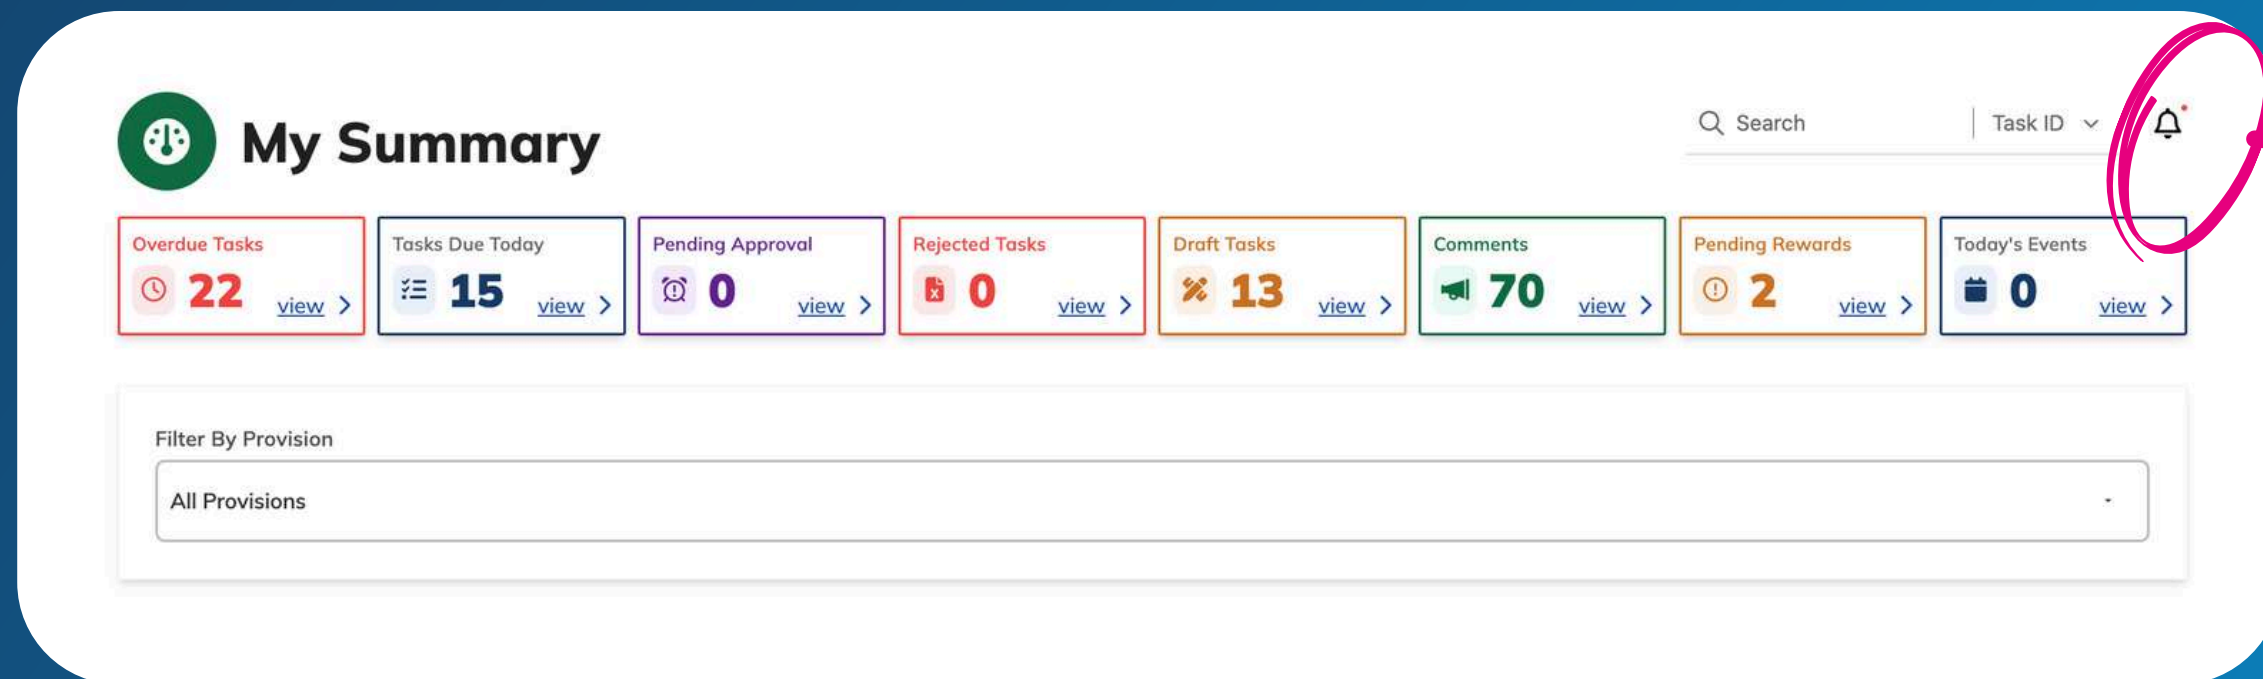 My Summary
Search
Task ID
Overdue Tasks
22
view
Tasks Due Today
15
view
Pending Approval
0
view
Rejected Tasks
0
view
Draft Tasks
13
view
Comments
70
view
Pending Rewards
2
view
Today's Events
0
view
Filter By Provision
All Provisions